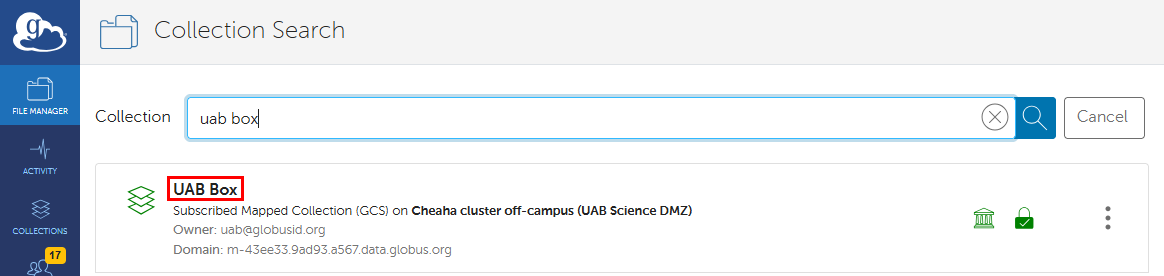 g
Collection Search
FILE MANAGER
Collection
uab box
Cancel
ACTIVITY
UAB Box
Subscribed Mapped Collection (GCS) on Cheaha cluster off-campus (UAB Science DMZ)
Owner: uab@globusid.org
Domain: m-43ee33.9ad93.a567.data.globus.org
COLLECTIONS
17